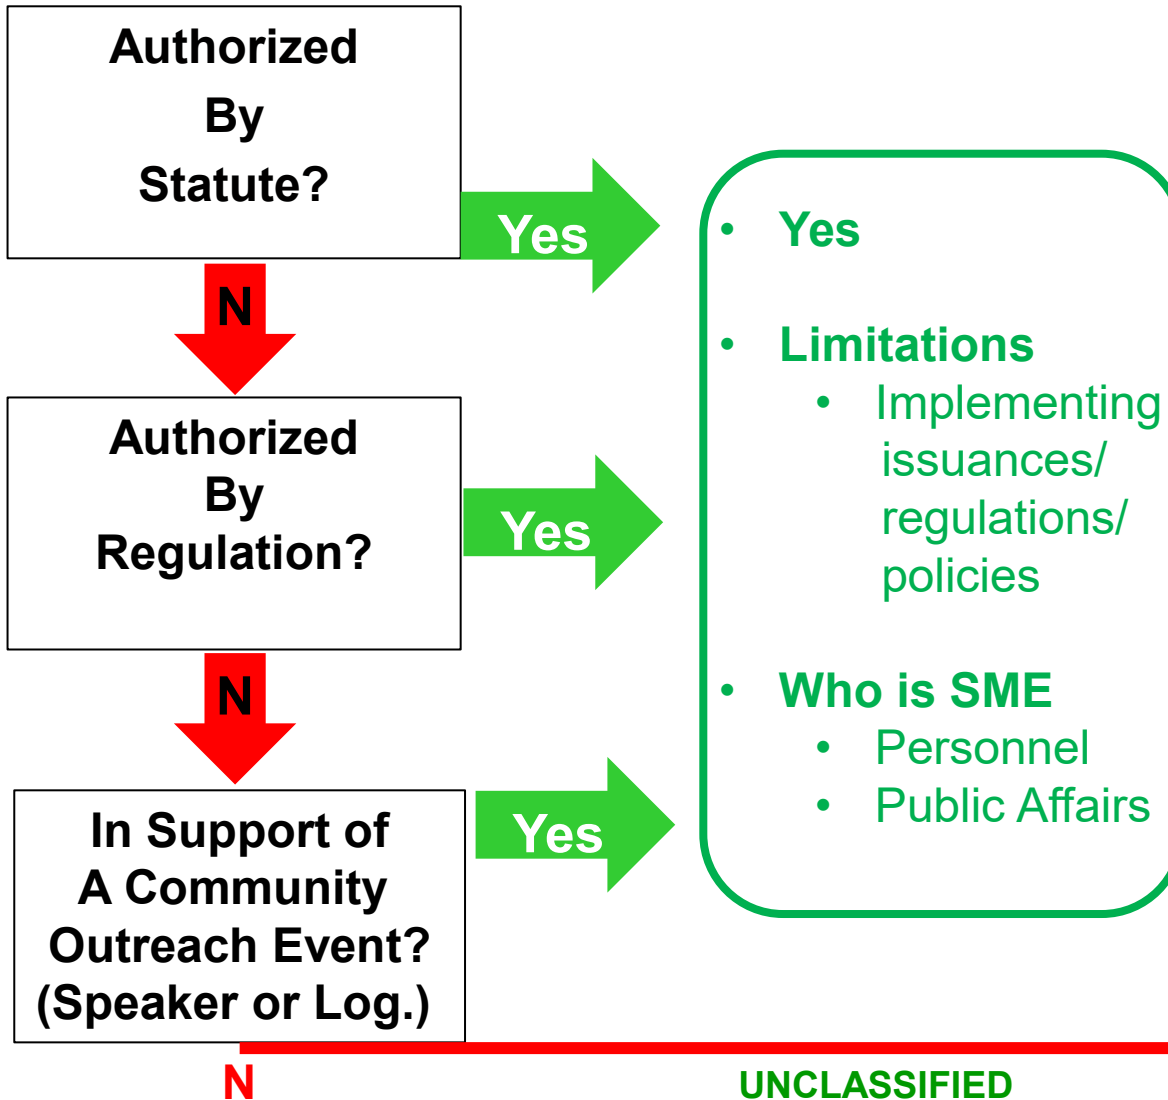 Authorized
By
Statute?
Yes
N
Authorized
By
Regulation?
Yes
N
In Support of
A Community
Outreach Event?
(Speaker or Log.)
Yes
N
• Yes
• Limitations
• Implementing
issuances/
regulations/
policies
• Who is SME
• Personnel
• Public Affairs
UNCLASSIFIED